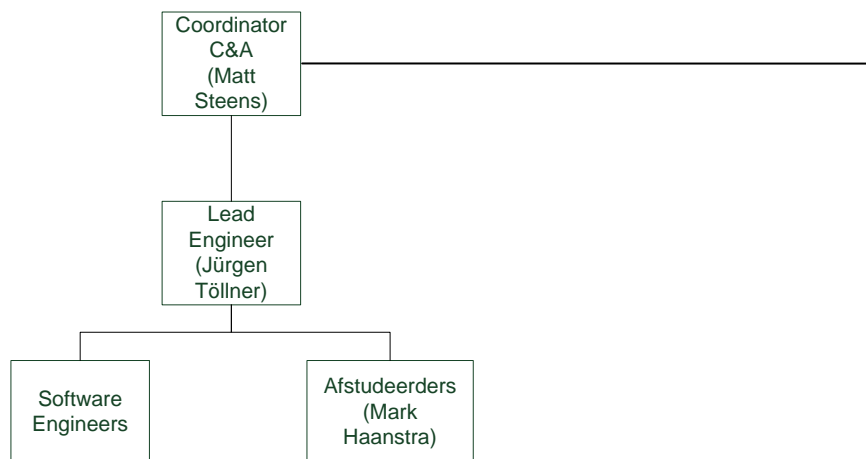 Coordinator
C&A
(Matt
Steens)
Lead
Engineer
(Jürgen
Töllner)
Software
Engineers
Afstudeerders
(Mark
Haanstra)